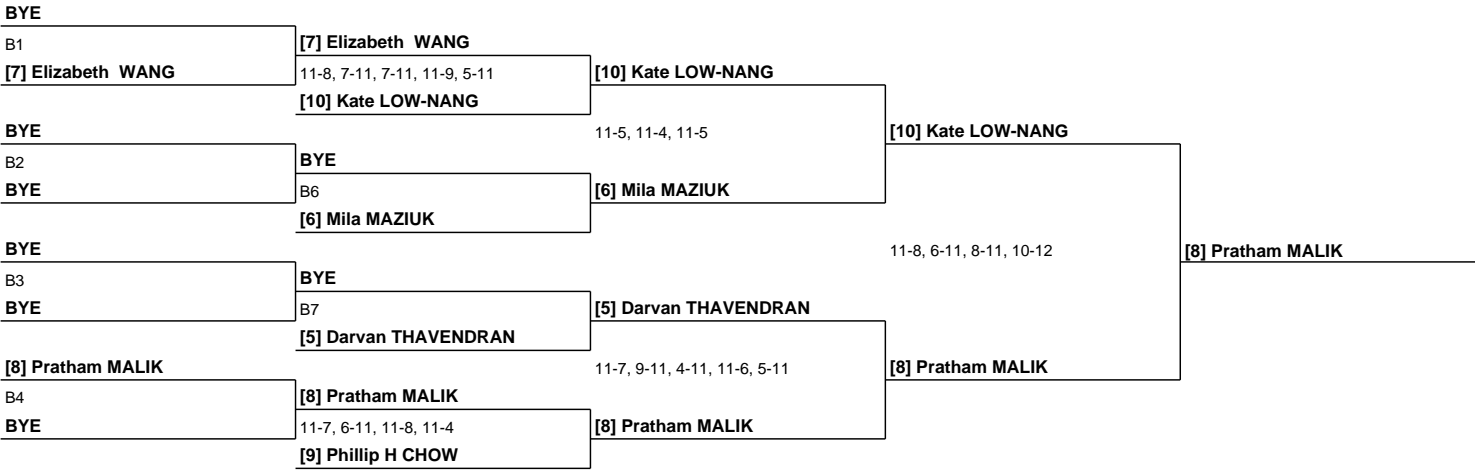 BYE
B1
[7] Elizabeth WANG
[7] Elizabeth WANG
11-8, 7-11, 7-11, 11-9, 5-11
[10] Kate LOW-NANG
[10] Kate LOW-NANG
BYE
11-5, 11-4, 11-5
[10] Kate LOW-NANG
B2
BYE
BYE
B6
[6] Mila MAZIUK
[6] Mila MAZIUK
BYE
11-8, 6-11, 8-11, 10-12
[8] Pratham MALIK
B3
BYE
BYE
B7
[5] Darvan THAVENDRAN
[5] Darvan THAVENDRAN
[8] Pratham MALIK
11-7, 9-11, 4-11, 11-6, 5-11
[8] Pratham MALIK
B4
[8] Pratham MALIK
BYE
11-7, 6-11, 11-8, 11-4
[8] Pratham MALIK
[9] Phillip H CHOW